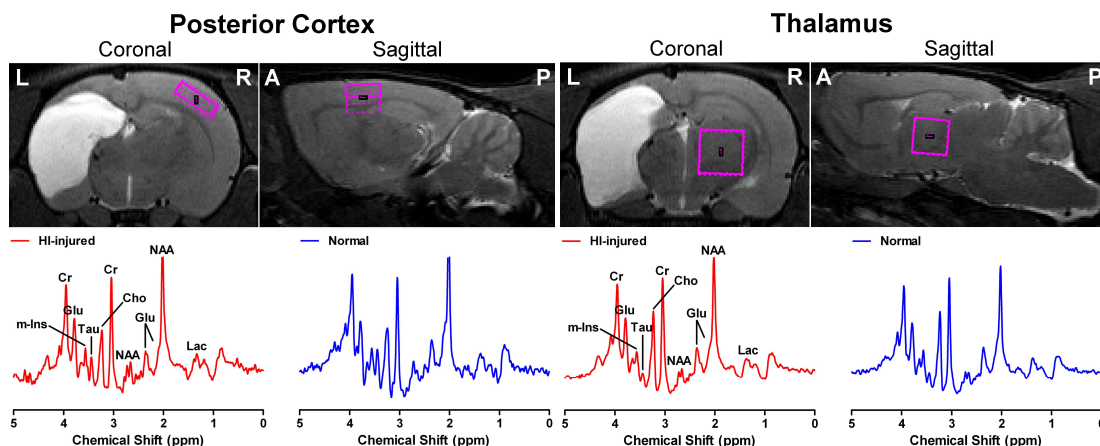 Posterior Cortex
Thalamus
Coronal
Sagittal
Coronal
Sagittal
L
R
A
P
L
R
A
P
HI-injured
Normal
HI-injured
Normal
Cr
Glu
m-Ins
Tau
Cr
Cho
NAA
NAA
Glu
Lac
Cr
Glu
m-Ins
Tau
Cr
Cho
NAA
NAA
Glu
Lac
5 4 3 2 1 0
Chemical Shift (ppm)
5 4 3 2 1 0
Chemical Shift (ppm)
5 4 3 2 1 0
Chemical Shift (ppm)
5 4 3 2 1 0
Chemical Shift (ppm)